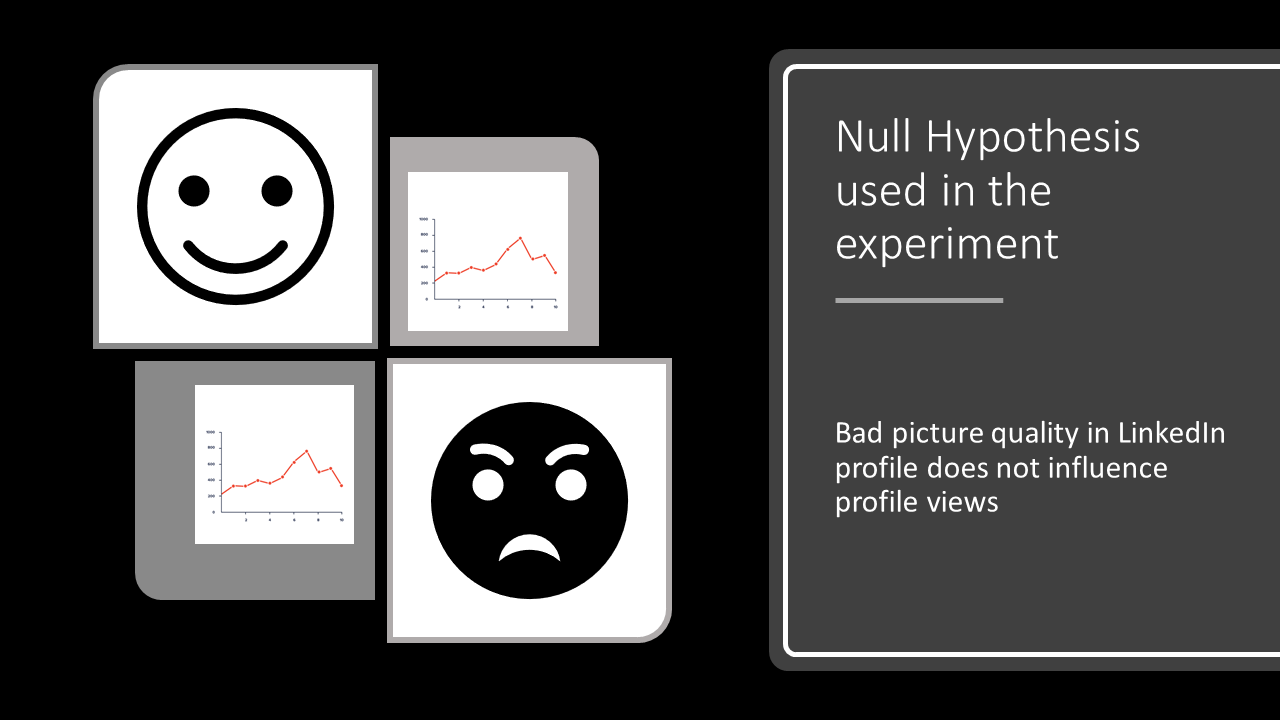 Null Hypothesis
used in the
experiment
Bad picture quality in LinkedIn
profile does not influence
profile views
1000
800
600
400
200
0
2 4 6 8 10
1000
800
600
400
200
0
2 4 6 8 10